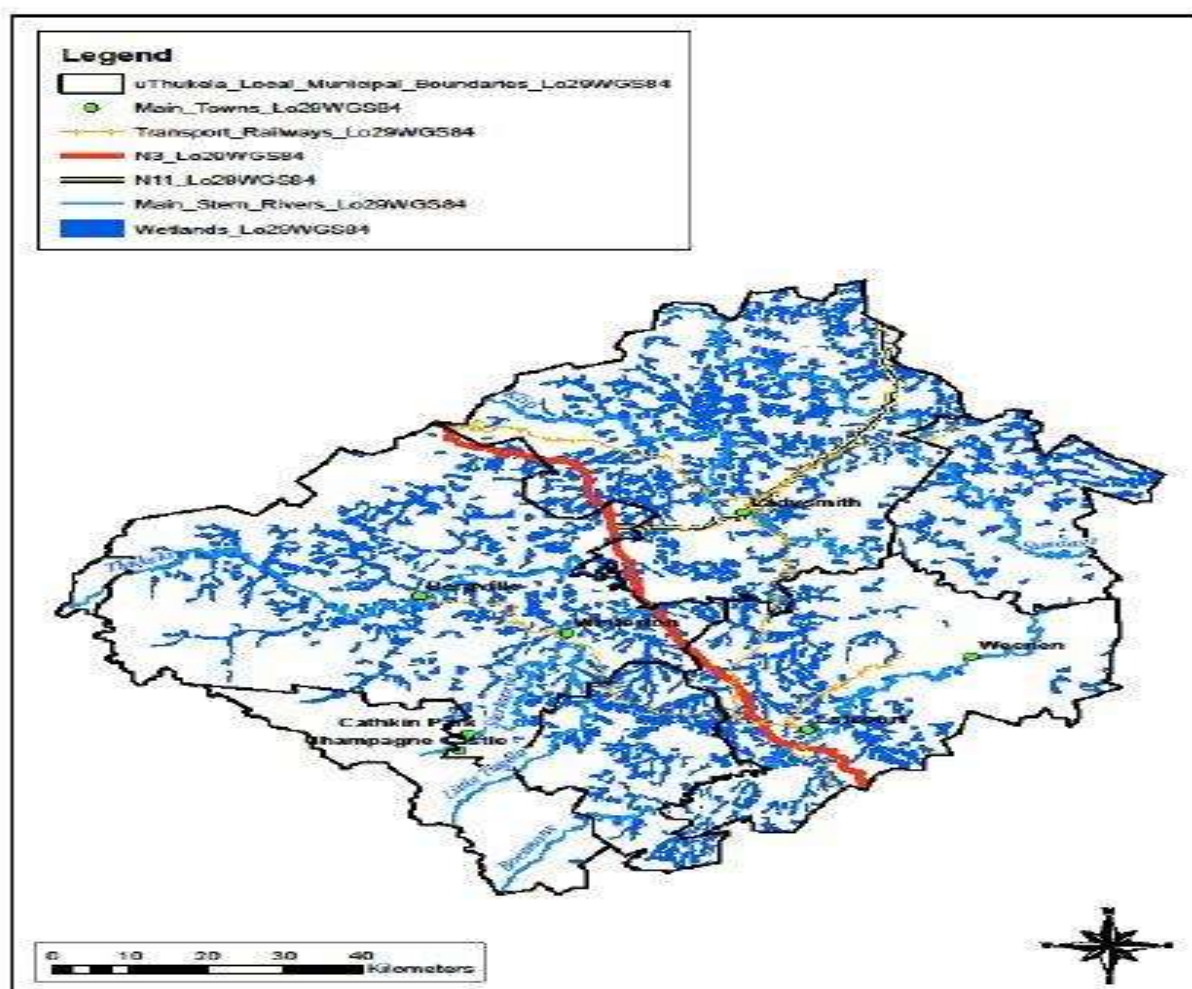 Legend
uThukela_Local_Municipal_Boundaries_Lo29WGS84
Main_Towns_Lo29WGS84
Transport_Railways_Lo29WGS84
N3_Lo29WGS84
N11_Lo29WGS84
Main_Stem_Rivers_Lo29WGS84
Wetlands_Lo29WGS84
Ladysmith
Bergville
Winterton
Weenen
Cathkin Park
Champagne Castle
Estcourt
Bushmans
N
0 10 20 30 40
Kilometers